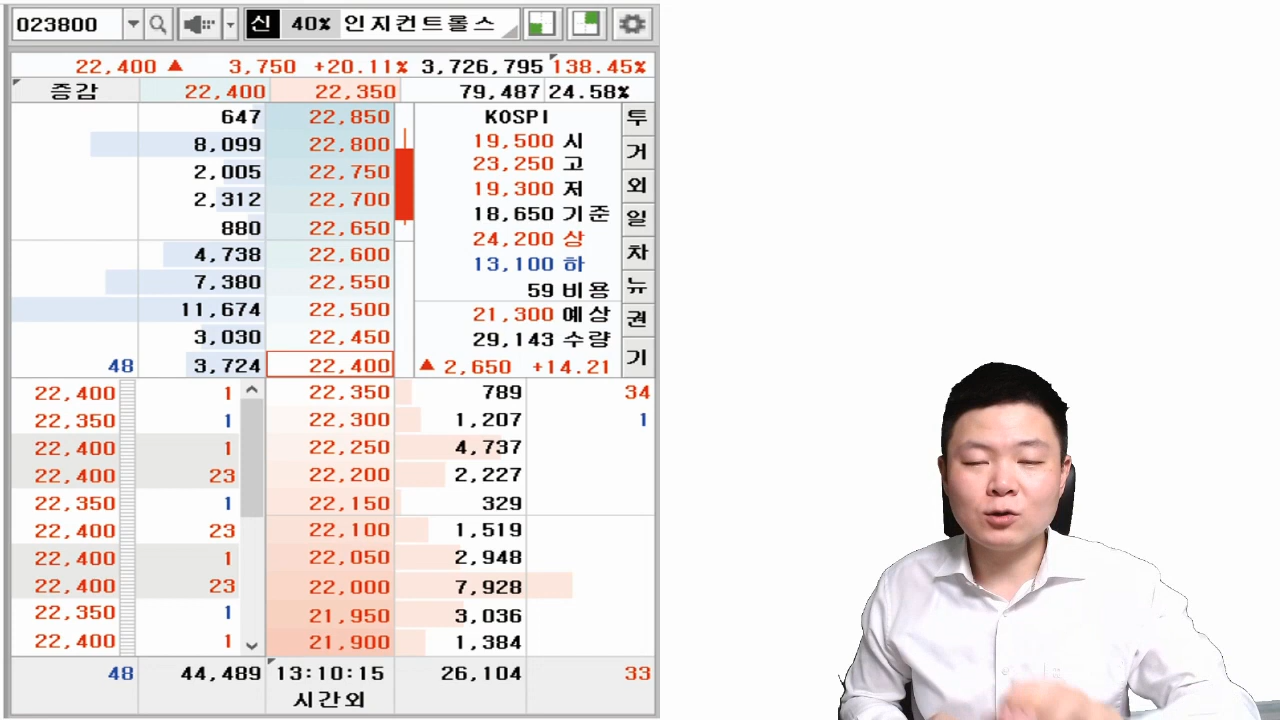 023800 신 40% 인지컨트롤스
22,400 ▲ 3,750 +20.11% 3,726,795 138.45%
증감 22,400 22,350 79,487 24.58%
647 22,850 KOSPI 투
8,099 22,800 19,500 시 거
2,005 22,750 23,250 고
2,312 22,700 19,300 저 외
880 22,650 18,650 기준 일
4,738 22,600 24,200 상 차
7,380 22,550 13,100 하
11,674 22,500 59 비용 뉴
3,030 22,450 21,300 예상 권
48 3,724 22,400 29,143 수량 기
▲ 2,650 +14.21
22,400 1 22,350 789 34
22,350 1 22,300 1,207 1
22,400 1 22,250 4,737
22,400 23 22,200 2,227
22,350 1 22,150 329
22,400 23 22,100 1,519
22,400 1 22,050 2,948
22,400 23 22,000 7,928
22,350 1 21,950 3,036
22,400 1 21,900 1,384
48 44,489 13:10:15 26,104 33
시간외